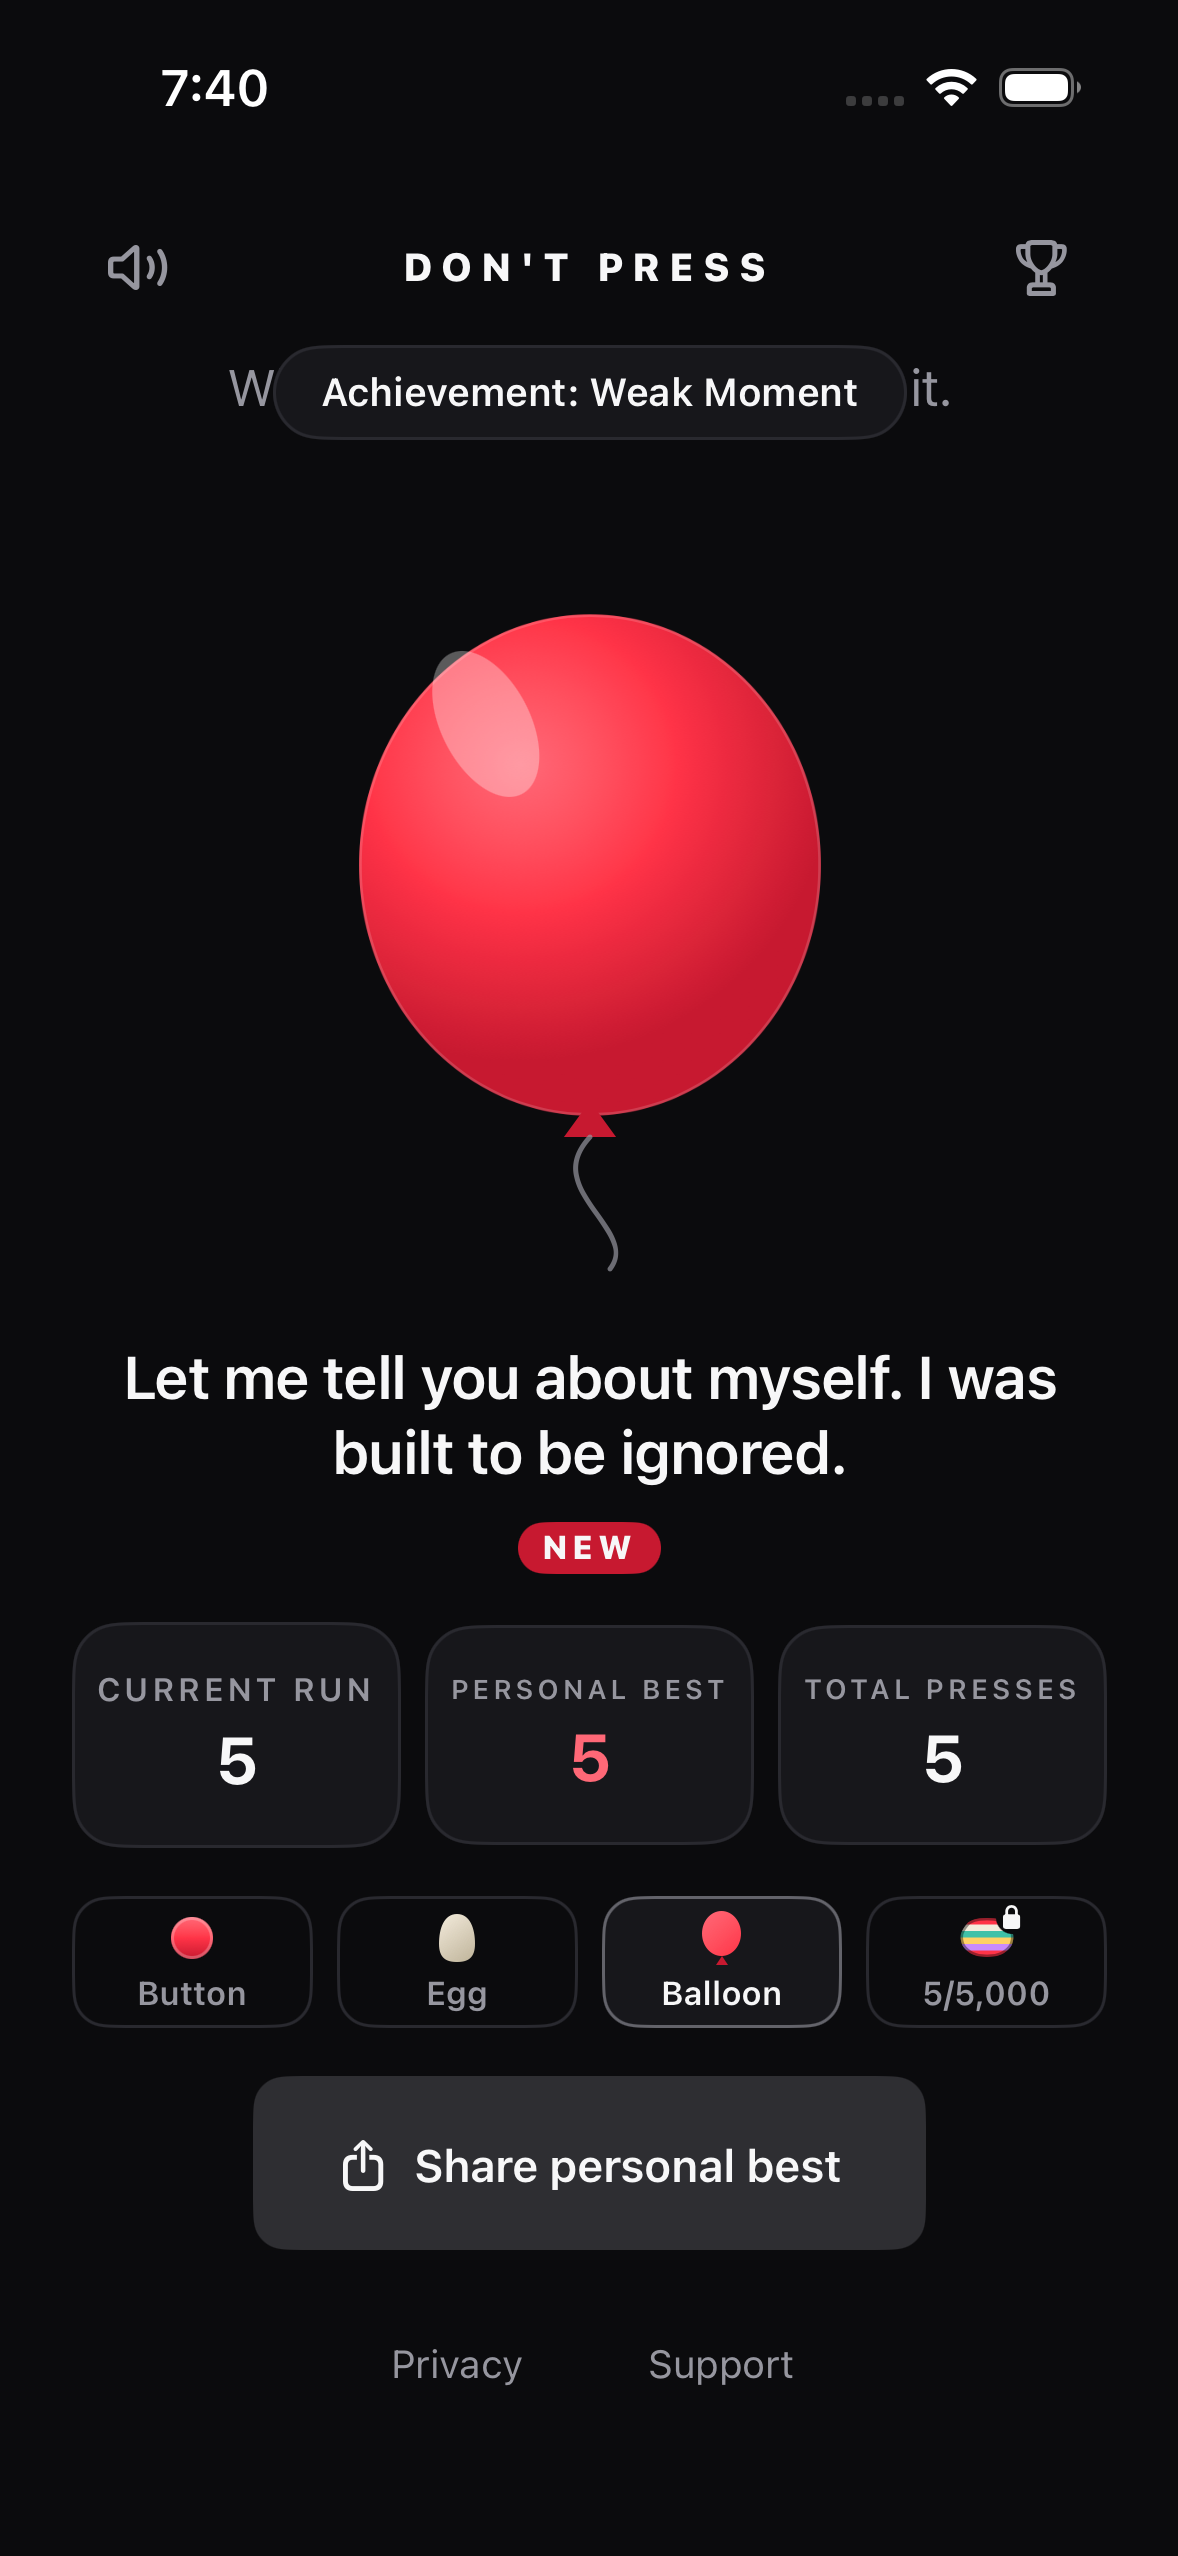 7:40
DON'T PRESS
W
Achievement: Weak Moment
it.
Let me tell you about myself. I was
built to be ignored.
NEW
CURRENT RUN
5
PERSONAL BEST
5
TOTAL PRESSES
5
Button
Egg
Balloon
5/5,000
Share personal best
Privacy
Support